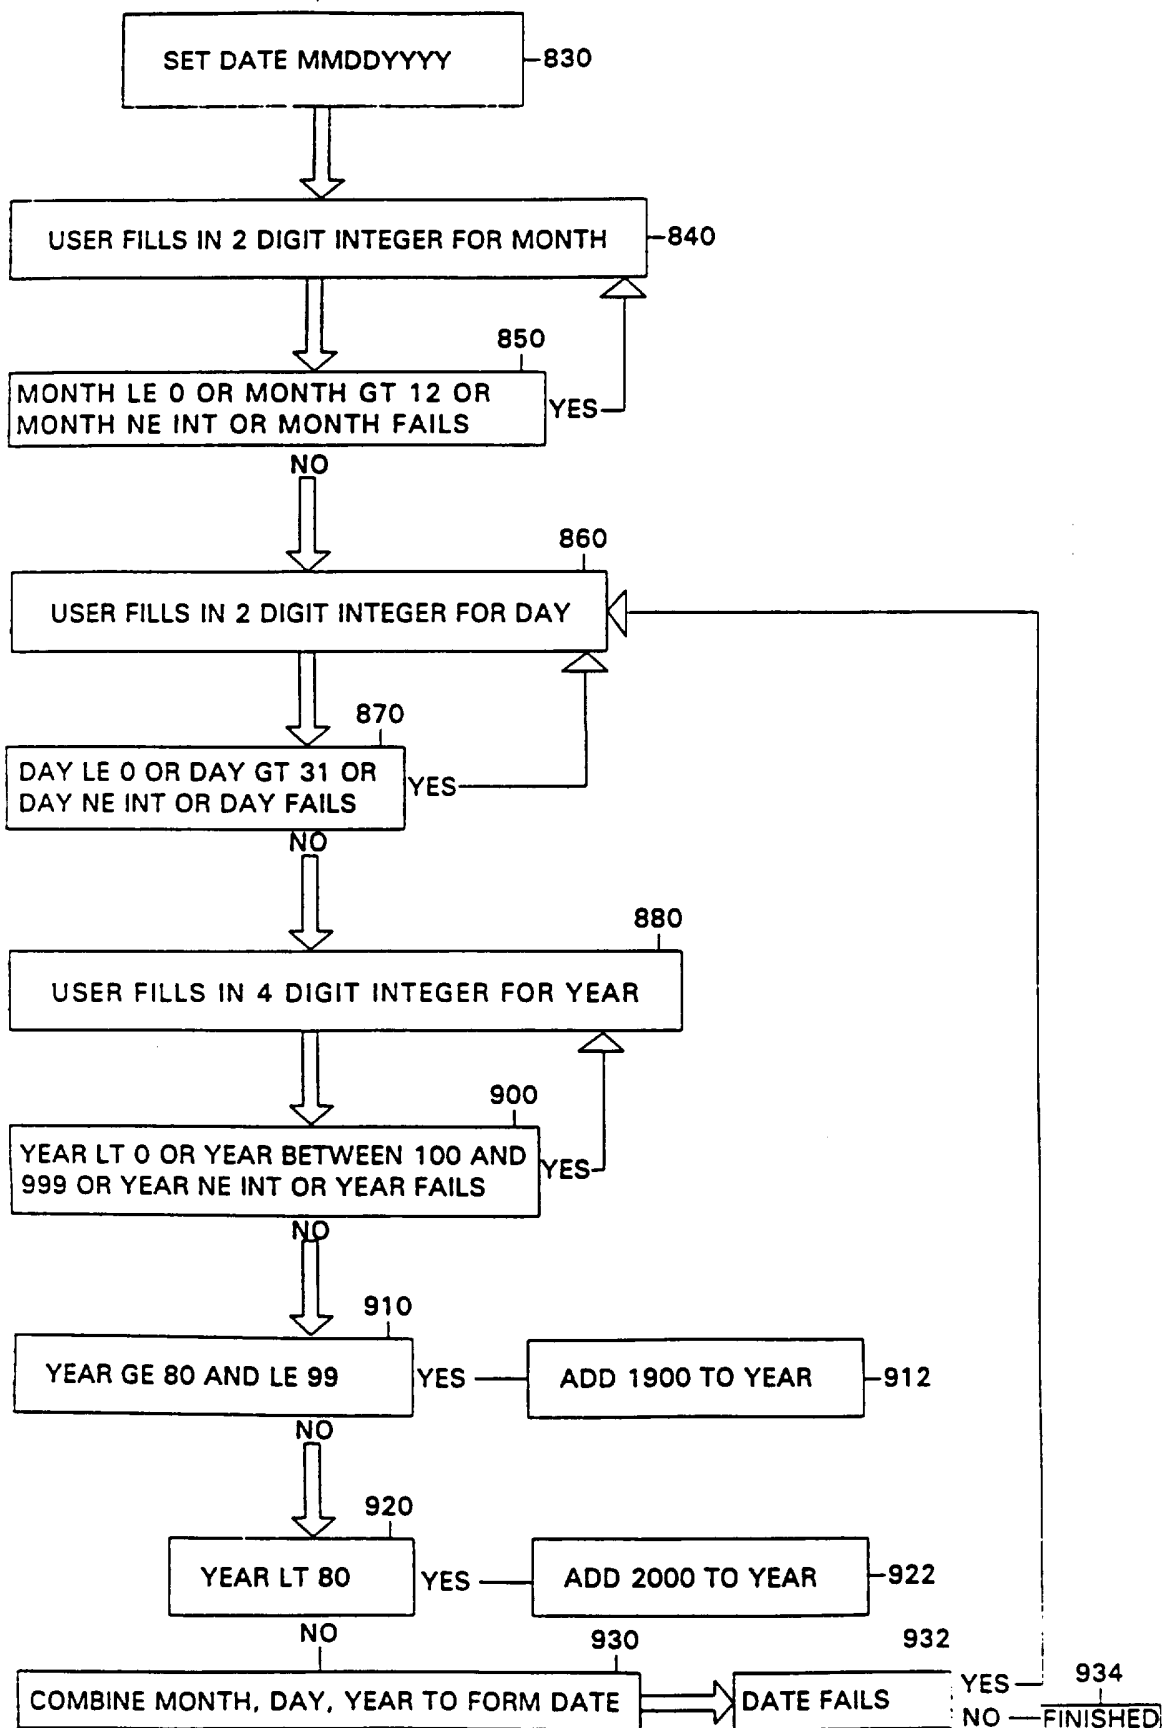 SET DATE MMDDYYYY
830
USER FILLS IN 2 DIGIT INTEGER FOR MONTH
840
850
MONTH LE 0 OR MONTH GT 12 OR
MONTH NE INT OR MONTH FAILS
YES
NO
860
USER FILLS IN 2 DIGIT INTEGER FOR DAY
870
DAY LE 0 OR DAY GT 31 OR
DAY NE INT OR DAY FAILS
YES
NO
880
USER FILLS IN 4 DIGIT INTEGER FOR YEAR
900
YEAR LT 0 OR YEAR BETWEEN 100 AND
999 OR YEAR NE INT OR YEAR FAILS
YES
NO
910
YEAR GE 80 AND LE 99
YES
ADD 1900 TO YEAR
912
NO
920
YEAR LT 80
YES
ADD 2000 TO YEAR
922
NO
930
932
COMBINE MONTH, DAY, YEAR TO FORM DATE
DATE FAILS
YES
934
NO
FINISHED